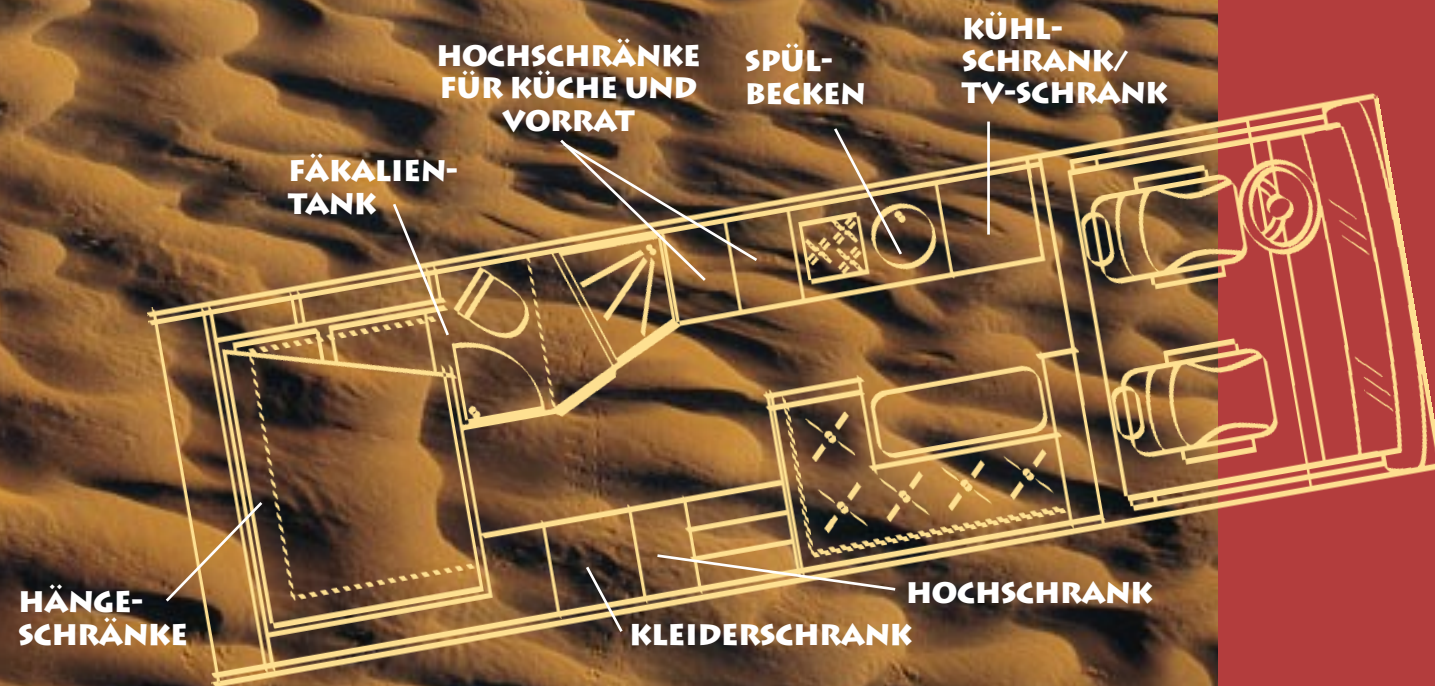 HOCHSCHRÄNKE
FÜR KÜCHE UND
VORRAT
SPÜL-
BECKEN
KÜHL-
SCHRANK/
TV-SCHRANK
FÄKALIEN-
TANK
HÄNGE-
SCHRÄNKE
KLEIDERSCHRANK
HOCHSCHRANK